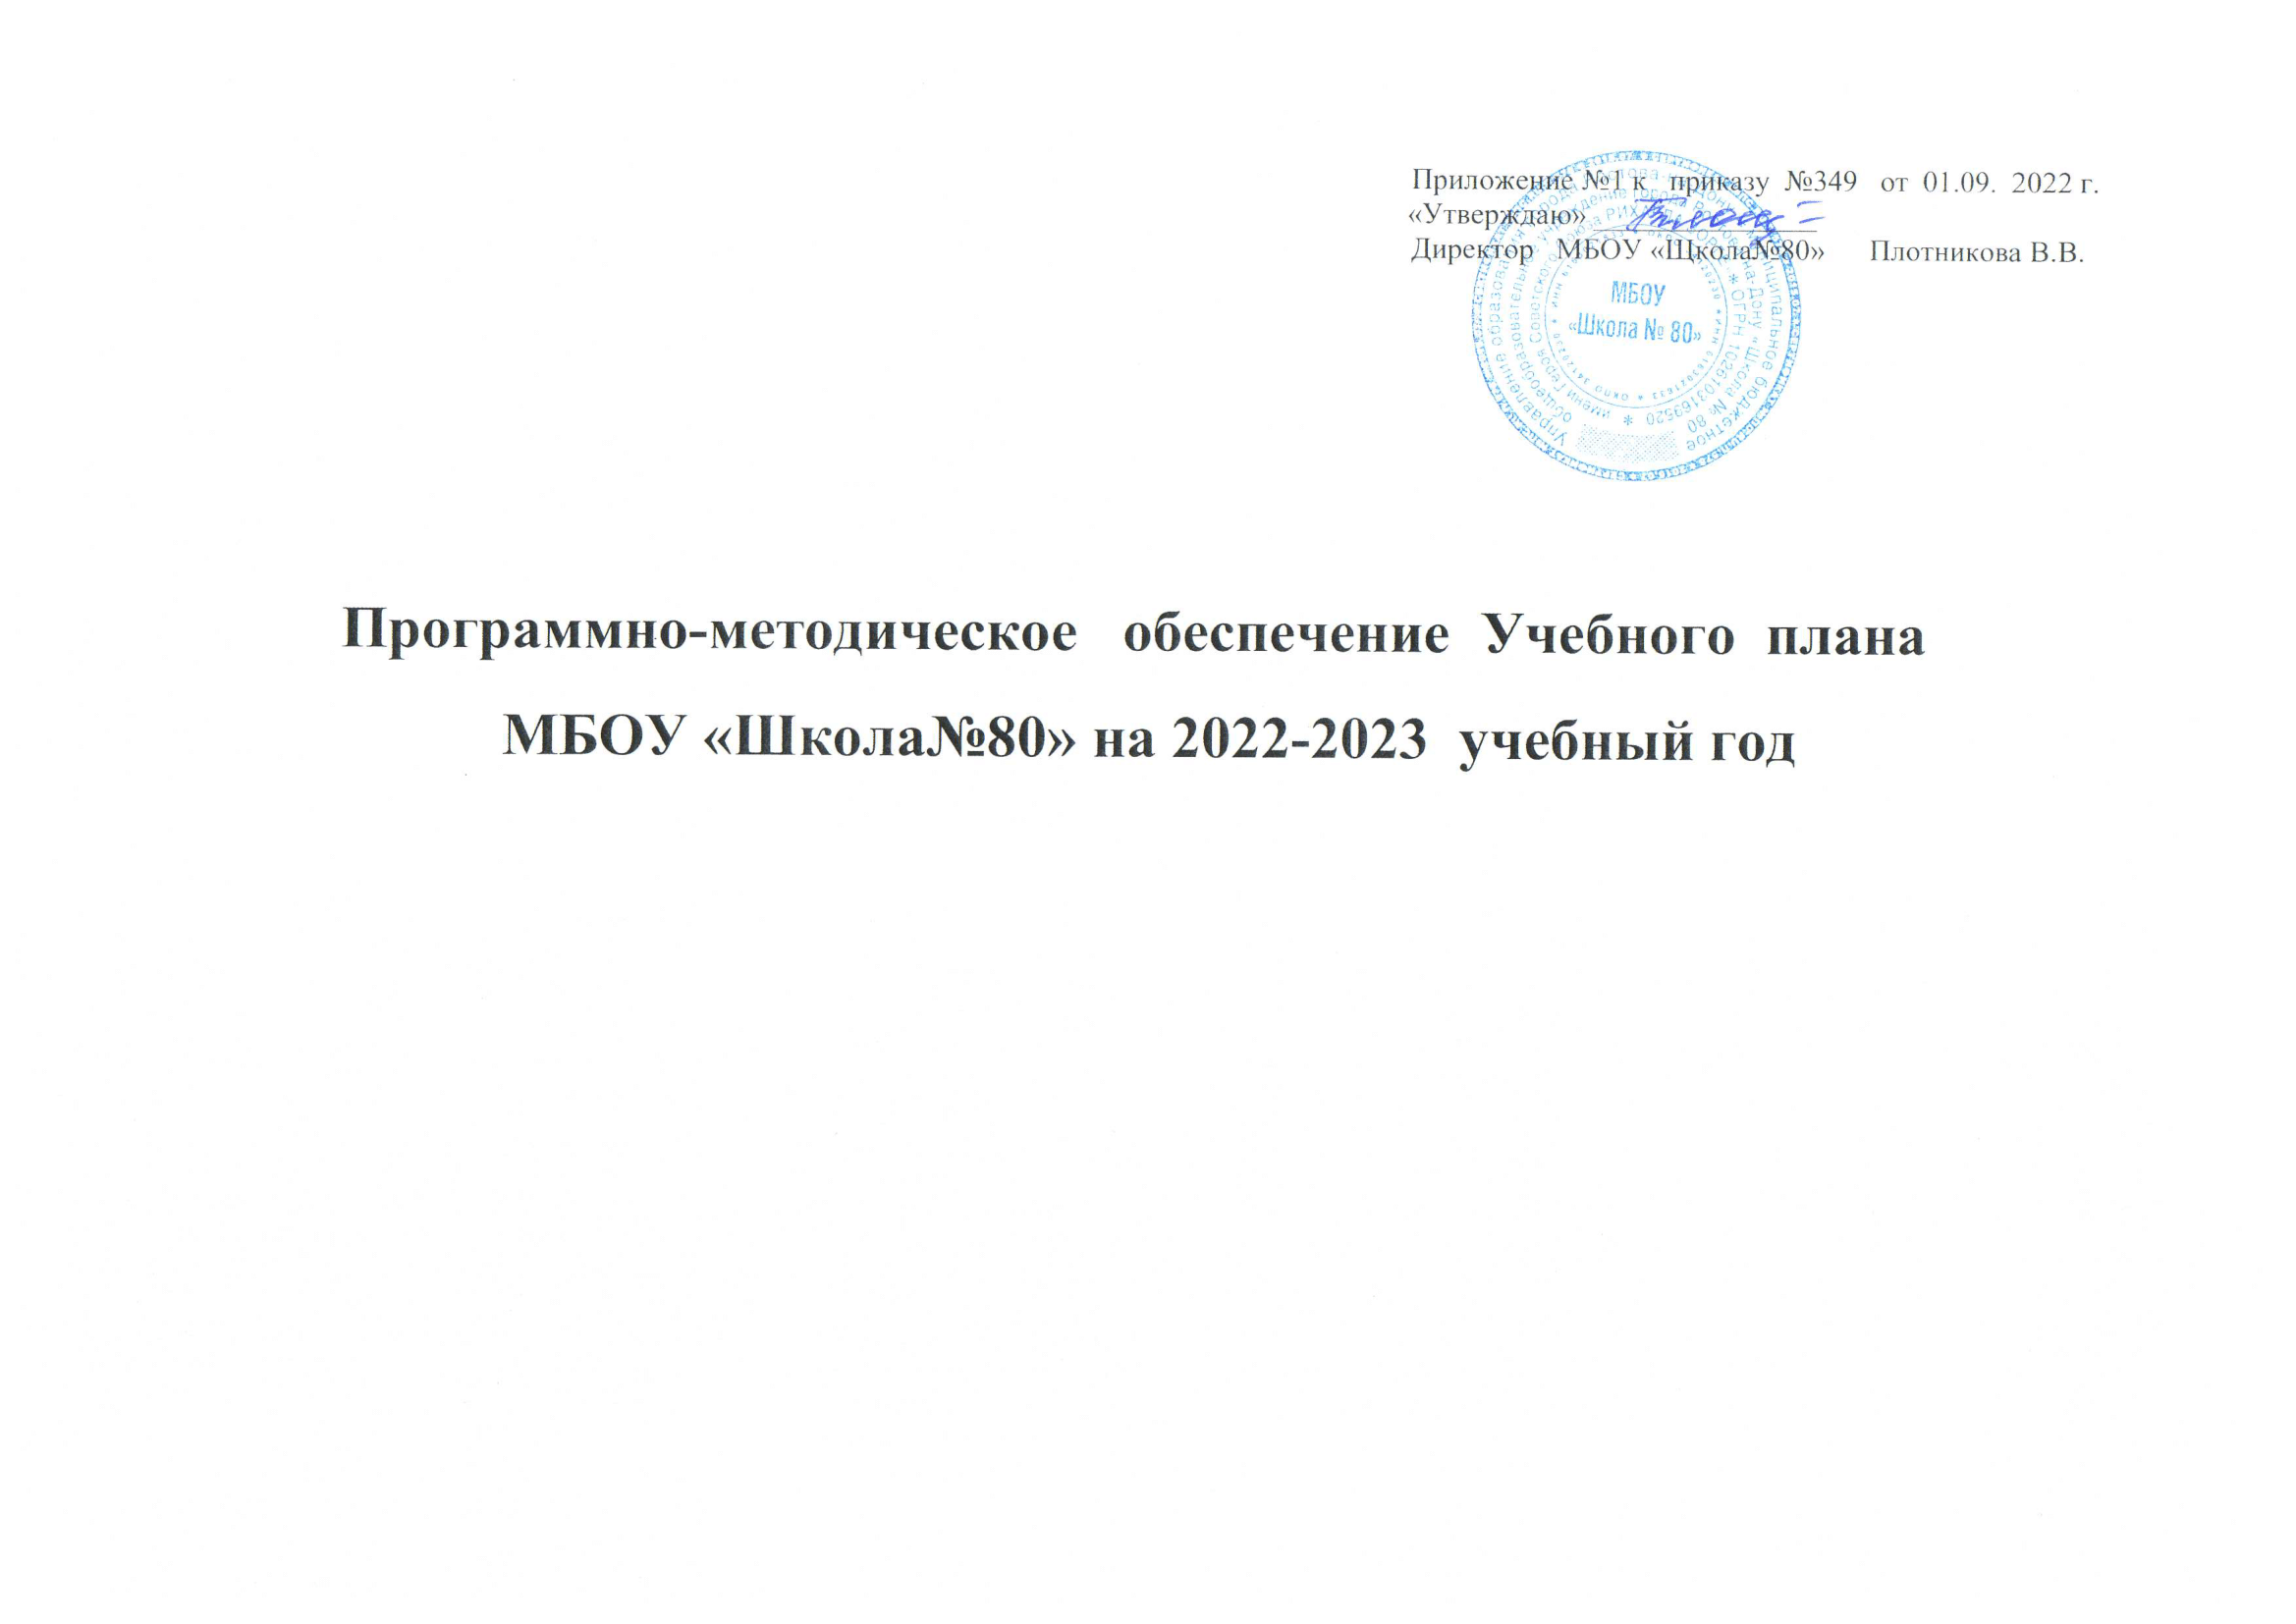 Приложение №1 к приказу №349 от 01.09. 2022 г.
«Утверждаю»
Директор МБОУ «Щкола№80» Плотникова В.В.
МБОУ
«Школа № 80»
Программно-методическое обеспечение Учебного плана
МБОУ «Школа№80» на 2022-2023 учебный год